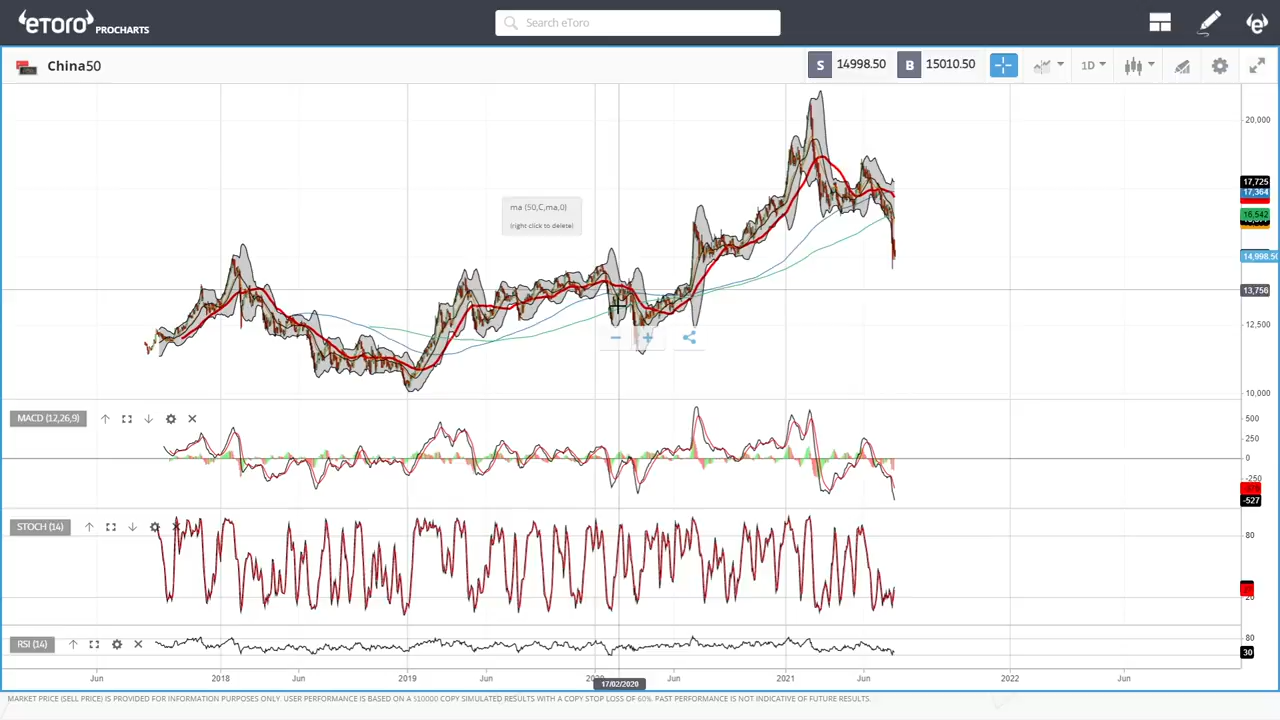 eToro PROCHARTS
Search eToro
China50
S 14998.50 B 15010.50
1D
20,000
17,725
17,364
16,542
14,998.50
13,756
12,500
10,000
ma (50,C,ma,0)
(right click to delete)
MACD (12,26,9)
500
250
0
-250
-527
STOCH (14)
80
20
RSI (14)
80
30
Jun 2018 Jun 2019 Jun 2020 Jun 2021 Jun 2022 Jun
17/02/2020
MARKET PRICE (SELL PRICE) IS PROVIDED FOR INFORMATION PURPOSES ONLY. USER PERFORMANCE IS BASED ON A $10000 COPY SIMULATED RESULTS WITH A COPY STOP LOSS OF 60%. PAST PERFORMANCE IS NOT INDICATIVE OF FUTURE RESULTS.